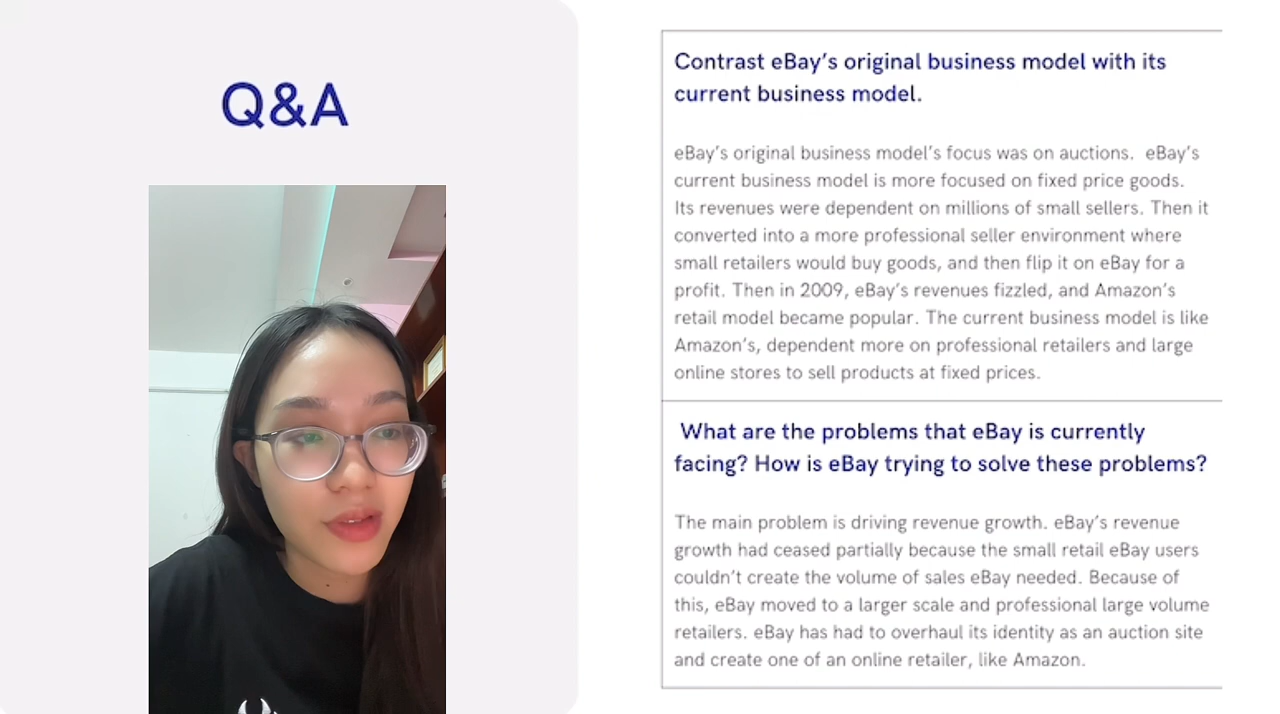 Q&A
Contrast eBay's original business model with its
current business model.
eBay's original business model's focus was on auctions.  eBay's
current business model is more focused on fixed price goods.
Its revenues were dependent on millions of small sellers. Then it
converted into a more professional seller environment where
small retailers would buy goods, and then flip it on eBay for a
profit. Then in 2009, eBay's revenues fizzled, and Amazon's
retail model became popular. The current business model is like
Amazon's, dependent more on professional retailers and large
online stores to sell products at fixed prices.
What are the problems that eBay is currently
facing? How is eBay trying to solve these problems?
The main problem is driving revenue growth. eBay's revenue
growth had ceased partially because the small retail eBay users
couldn't create the volume of sales eBay needed. Because of
this, eBay moved to a larger scale and professional large volume
retailers. eBay has had to overhaul its identity as an auction site
and create one of an online retailer, like Amazon.